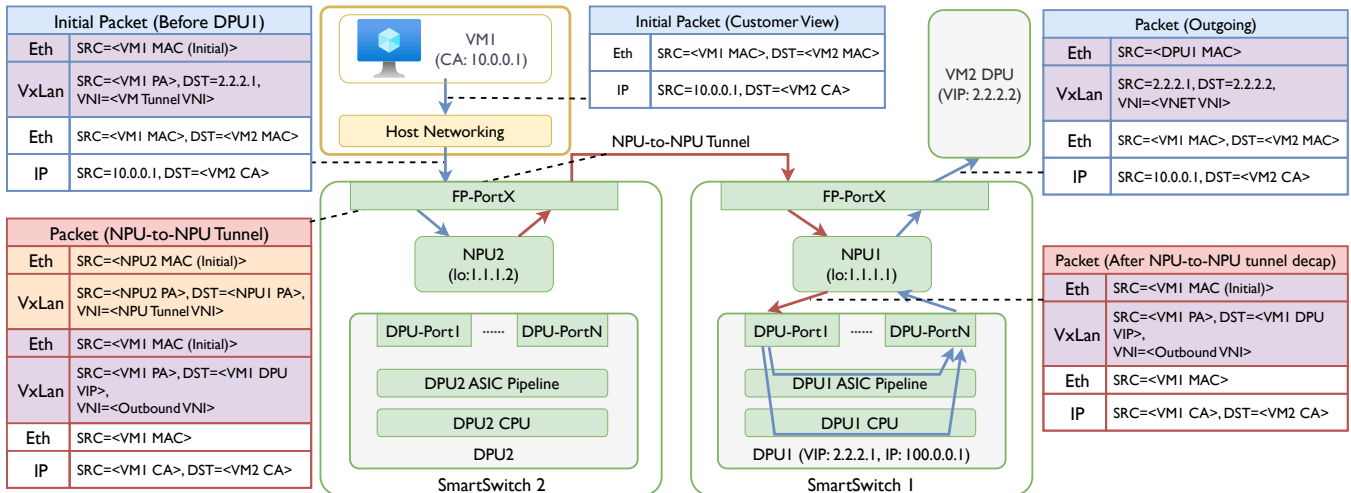 Initial Packet (Before DPU1)
Eth SRC=<VM1 MAC (Initial)>
VxLan SRC=<VM1 PA>, DST=2.2.2.1,
VNI=<VM Tunnel VNI>
Eth SRC=<VM1 MAC>, DST=<VM2 MAC>
IP SRC=10.0.0.1, DST=<VM2 CA>
VM1
(CA: 10.0.0.1)
Host Networking
Initial Packet (Customer View)
Eth SRC=<VM1 MAC>, DST=<VM2 MAC>
IP SRC=10.0.0.1, DST=<VM2 CA>
VM2 DPU
(VIP: 2.2.2.2)
Packet (Outgoing)
Eth SRC=<DPU1 MAC>
VxLan SRC=2.2.2.1, DST=2.2.2.2,
VNI=<VNET VNI>
Eth SRC=<VM1 MAC>, DST=<VM2 MAC>
IP SRC=10.0.0.1, DST=<VM2 CA>
NPU-to-NPU Tunnel
Packet (NPU-to-NPU Tunnel)
Eth SRC=<NPU2 MAC (Initial)>
VxLan SRC=<NPU2 PA>, DST=<NPU1 PA>,
VNI=<NPU Tunnel VNI>
Eth SRC=<VM1 MAC (Initial)>
VxLan SRC=<VM1 PA>, DST=<VM1 DPU
VIP>,
VNI=<Outbound VNI>
Eth SRC=<VM1 MAC>
IP SRC=<VM1 CA>, DST=<VM2 CA>
FP-PortX
NPU2
(lo:1.1.1.2)
DPU-Port1 ...... DPU-PortN
DPU2 ASIC Pipeline
DPU2 CPU
DPU2
SmartSwitch 2
FP-PortX
NPU1
(lo:1.1.1.1)
DPU-Port1 ...... DPU-PortN
DPU1 ASIC Pipeline
DPU1 CPU
DPU1 (VIP: 2.2.2.1, IP: 100.0.0.1)
SmartSwitch 1
Packet (After NPU-to-NPU tunnel decap)
Eth SRC=<VM1 MAC (Initial)>
VxLan SRC=<VM1 PA>, DST=<VM1 DPU
VIP>,
VNI=<Outbound VNI>
Eth SRC=<VM1 MAC>
IP SRC=<VM1 CA>, DST=<VM2 CA>